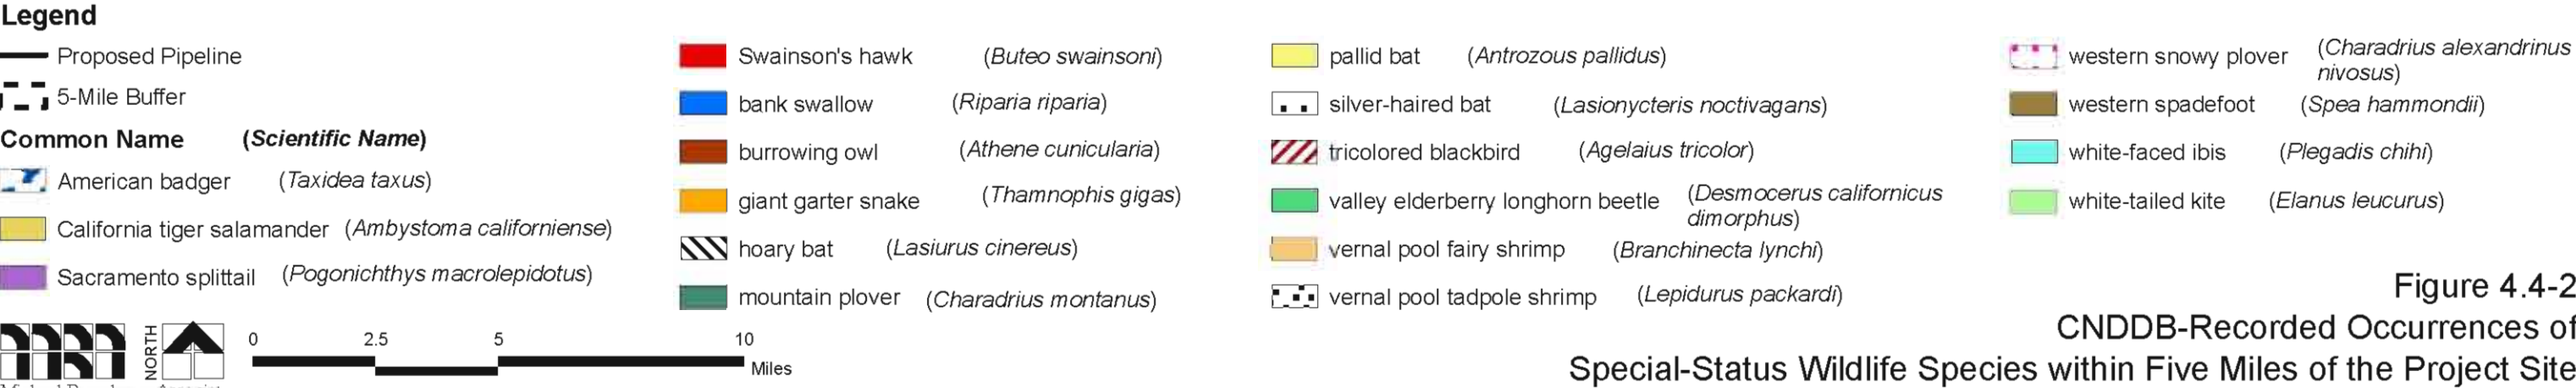 Legend
Proposed Pipeline
5-Mile Buffer
Common Name (Scientific Name)
American badger (Taxidea taxus)
California tiger salamander (Ambystoma californiense)
Sacramento splittail (Pogonichthys macrolepidotus)
Swainson's hawk (Buteo swainsoni)
bank swallow (Riparia riparia)
burrowing owl (Athene cunicularia)
giant garter snake (Thamnophis gigas)
hoary bat (Lasiurus cinereus)
mountain plover (Charadrius montanus)
pallid bat (Antrozous pallidus)
silver-haired bat (Lasionycteris noctivagans)
tricolored blackbird (Agelaius tricolor)
valley elderberry longhorn beetle (Desmocerus californicus
dimorphus)
vernal pool fairy shrimp (Branchinecta lynchi)
vernal pool tadpole shrimp (Lepidurus packardi)
western snowy plover (Charadrius alexandrinus
nivosus)
western spadefoot (Spea hammondii)
white-faced ibis (Plegadis chihi)
white-tailed kite (Elanus leucurus)
NORTH
0 2.5 5 10
Miles
Figure 4.4-2
CNDDB-Recorded Occurrences of
Special-Status Wildlife Species within Five Miles of the Project Site